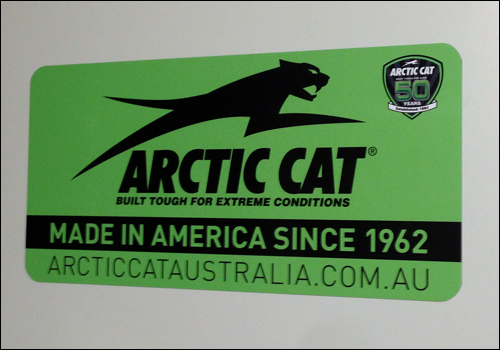 ARCTIC CAT
50
YEARS
ARCTIC CAT®
BUILT TOUGH FOR EXTREME CONDITIONS
MADE IN AMERICA SINCE 1962
ARCTICCATAUSTRALIA.COM.AU